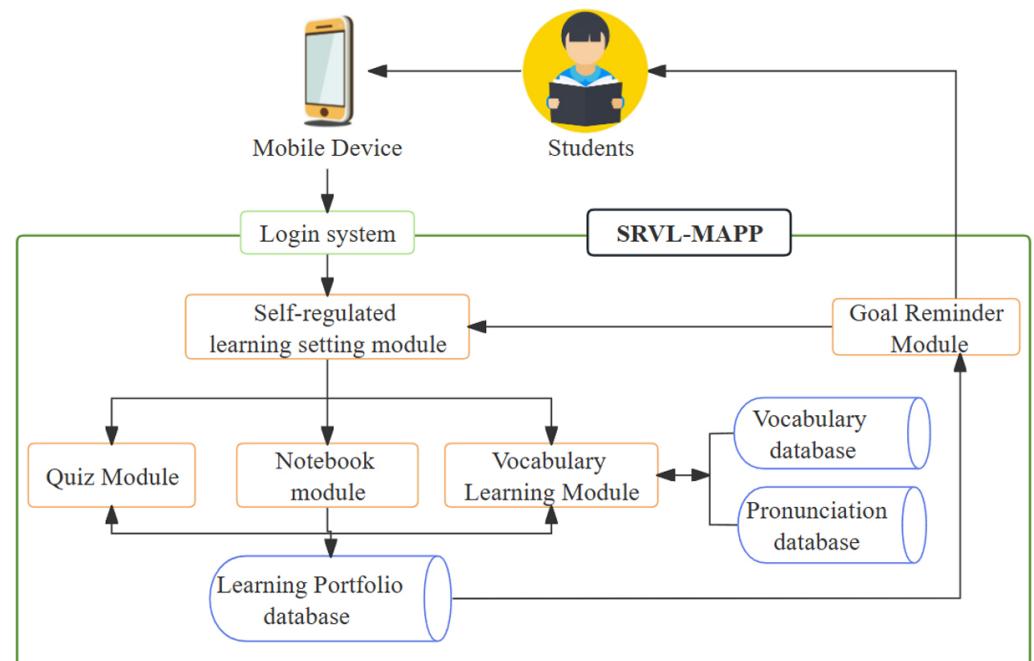 Mobile Device
Students
Login system
SRVL-MAPP
Self-regulated
learning setting module
Goal Reminder
Module
Quiz Module
Notebook
module
Vocabulary
Learning Module
Vocabulary
database
Pronunciation
database
Learning Portfolio
database